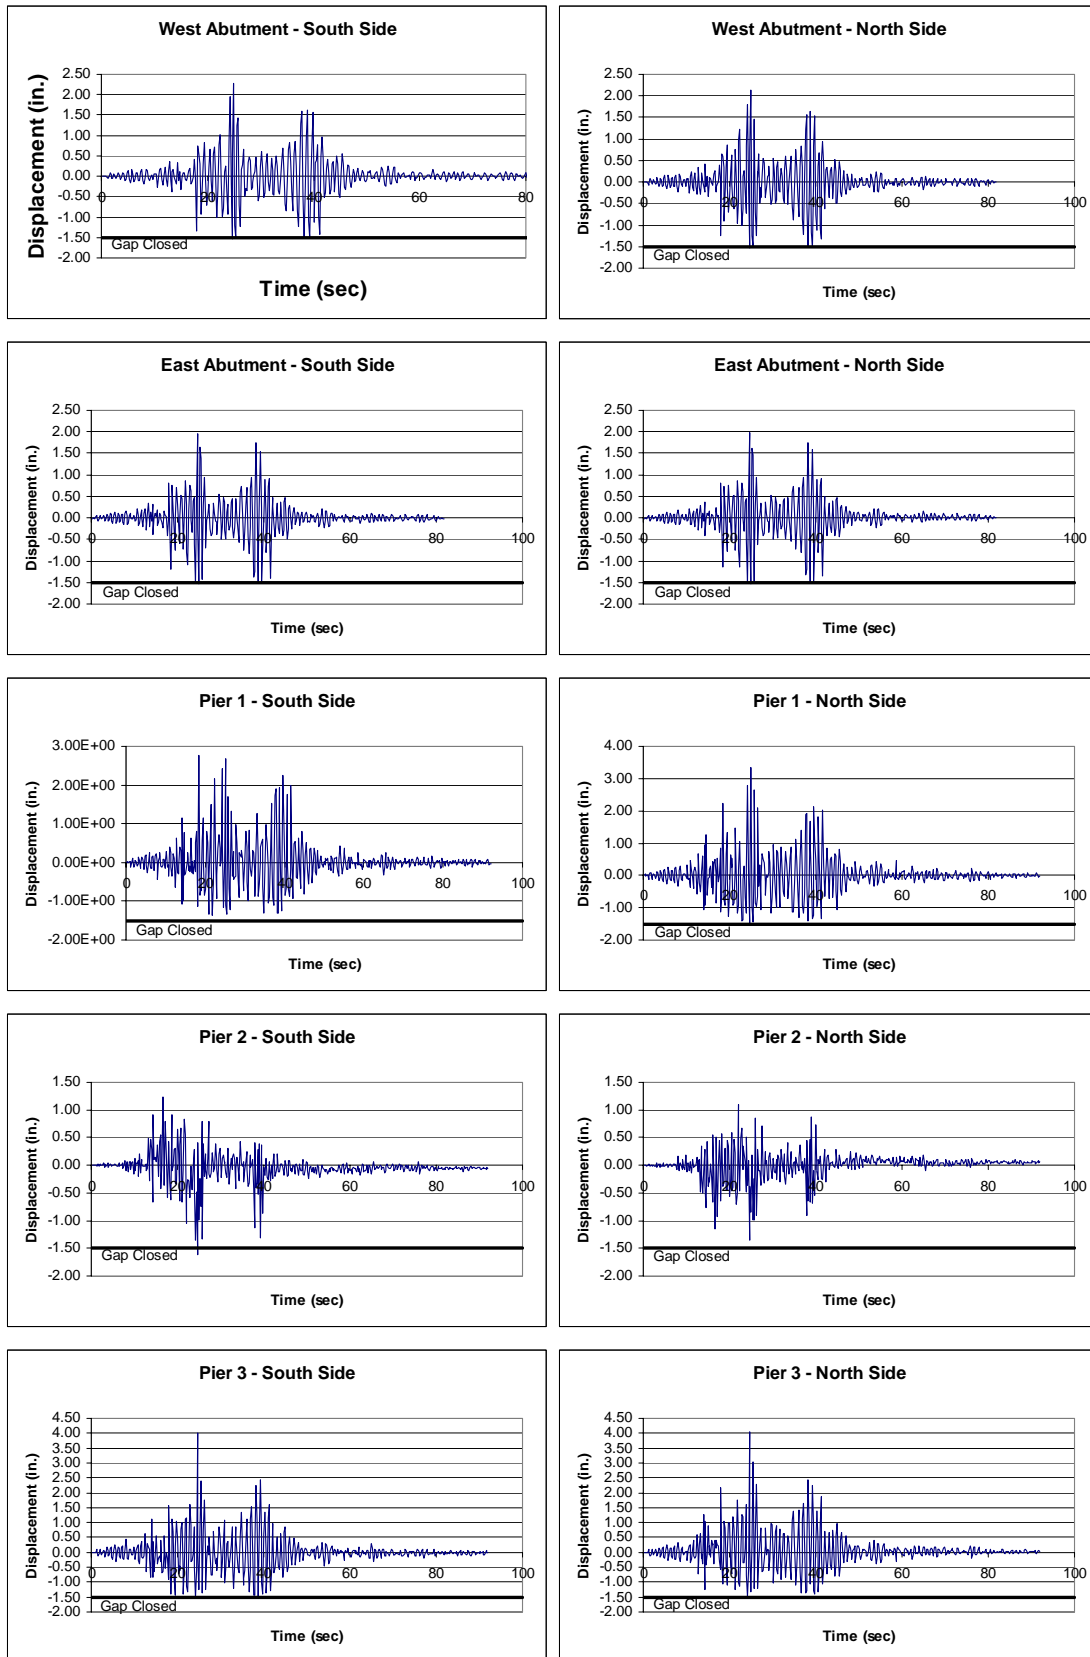 West Abutment - South Side
Displacement (in.)
2.50
2.00
1.50
1.00
0.50
0.00
-0.50
-1.00
-1.50
-2.00
0 20 40 60 80
Gap Closed
Time (sec)
West Abutment - North Side
Displacement (in.)
2.50
2.00
1.50
1.00
0.50
0.00
-0.50
-1.00
-1.50
-2.00
0 20 40 60 80 100
Gap Closed
Time (sec)
East Abutment - South Side
Displacement (in.)
2.50
2.00
1.50
1.00
0.50
0.00
-0.50
-1.00
-1.50
-2.00
0 20 40 60 80 100
Gap Closed
Time (sec)
East Abutment - North Side
Displacement (in.)
2.50
2.00
1.50
1.00
0.50
0.00
-0.50
-1.00
-1.50
-2.00
0 20 40 60 80 100
Gap Closed
Time (sec)
Pier 1 - South Side
Displacement (in.)
3.00E+00
2.00E+00
1.00E+00
0.00E+00
-1.00E+00
-2.00E+00
0 20 40 60 80 100
Gap Closed
Time (sec)
Pier 1 - North Side
Displacement (in.)
4.00
3.00
2.00
1.00
0.00
-1.00
-2.00
0 20 40 60 80 100
Gap Closed
Time (sec)
Pier 2 - South Side
Displacement (in.)
1.50
1.00
0.50
0.00
-0.50
-1.00
-1.50
-2.00
0 20 40 60 80 100
Gap Closed
Time (sec)
Pier 2 - North Side
Displacement (in.)
1.50
1.00
0.50
0.00
-0.50
-1.00
-1.50
-2.00
0 20 40 60 80 100
Gap Closed
Time (sec)
Pier 3 - South Side
Displacement (in.)
4.50
4.00
3.50
3.00
2.50
2.00
1.50
1.00
0.50
0.00
-0.50
-1.00
-1.50
-2.00
0 20 40 60 80 100
Gap Closed
Time (sec)
Pier 3 - North Side
Displacement (in.)
4.50
4.00
3.50
3.00
2.50
2.00
1.50
1.00
0.50
0.00
-0.50
-1.00
-1.50
-2.00
0 20 40 60 80 100
Gap Closed
Time (sec)